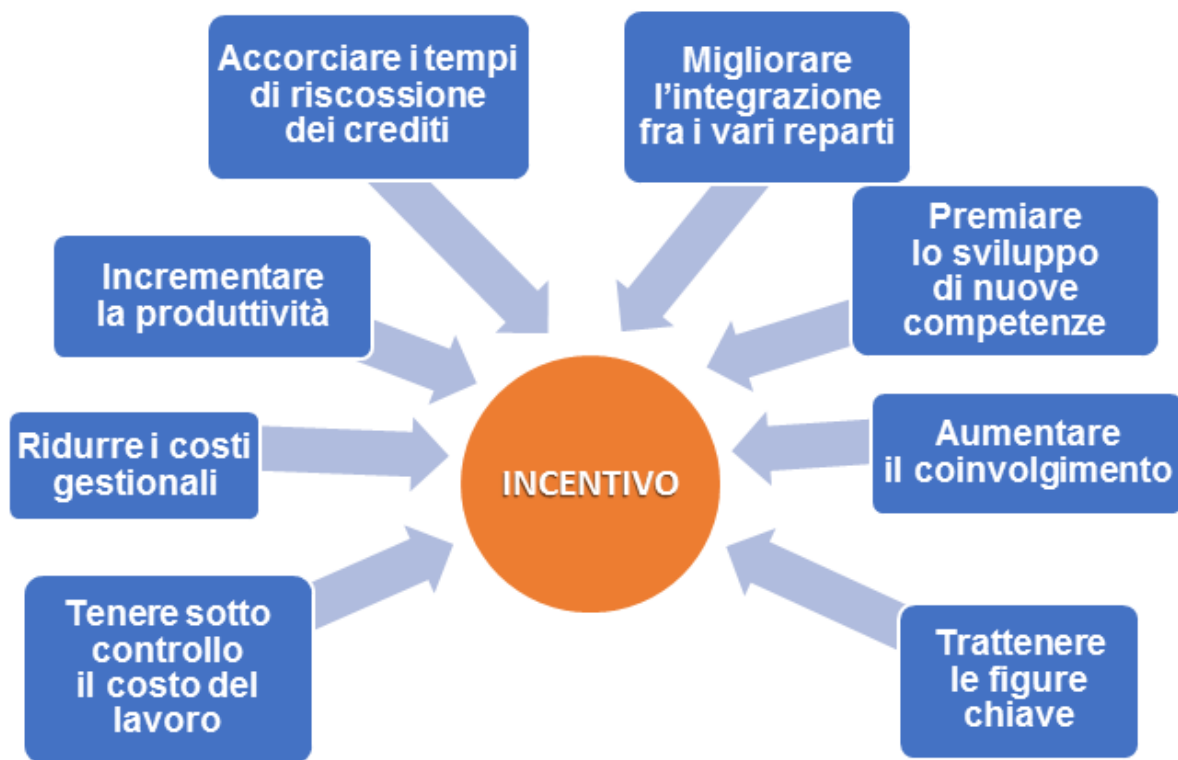 Accorciare i tempi
di riscossione
dei crediti
Migliorare
l'integrazione
fra i vari reparti
Incrementare
la produttività
Premiare
lo sviluppo
di nuove
competenze
Ridurre i costi
gestionali
INCENTIVO
Aumentare
il coinvolgimento
Tenere sotto
controllo
il costo del
lavoro
Trattenere
le figure
chiave